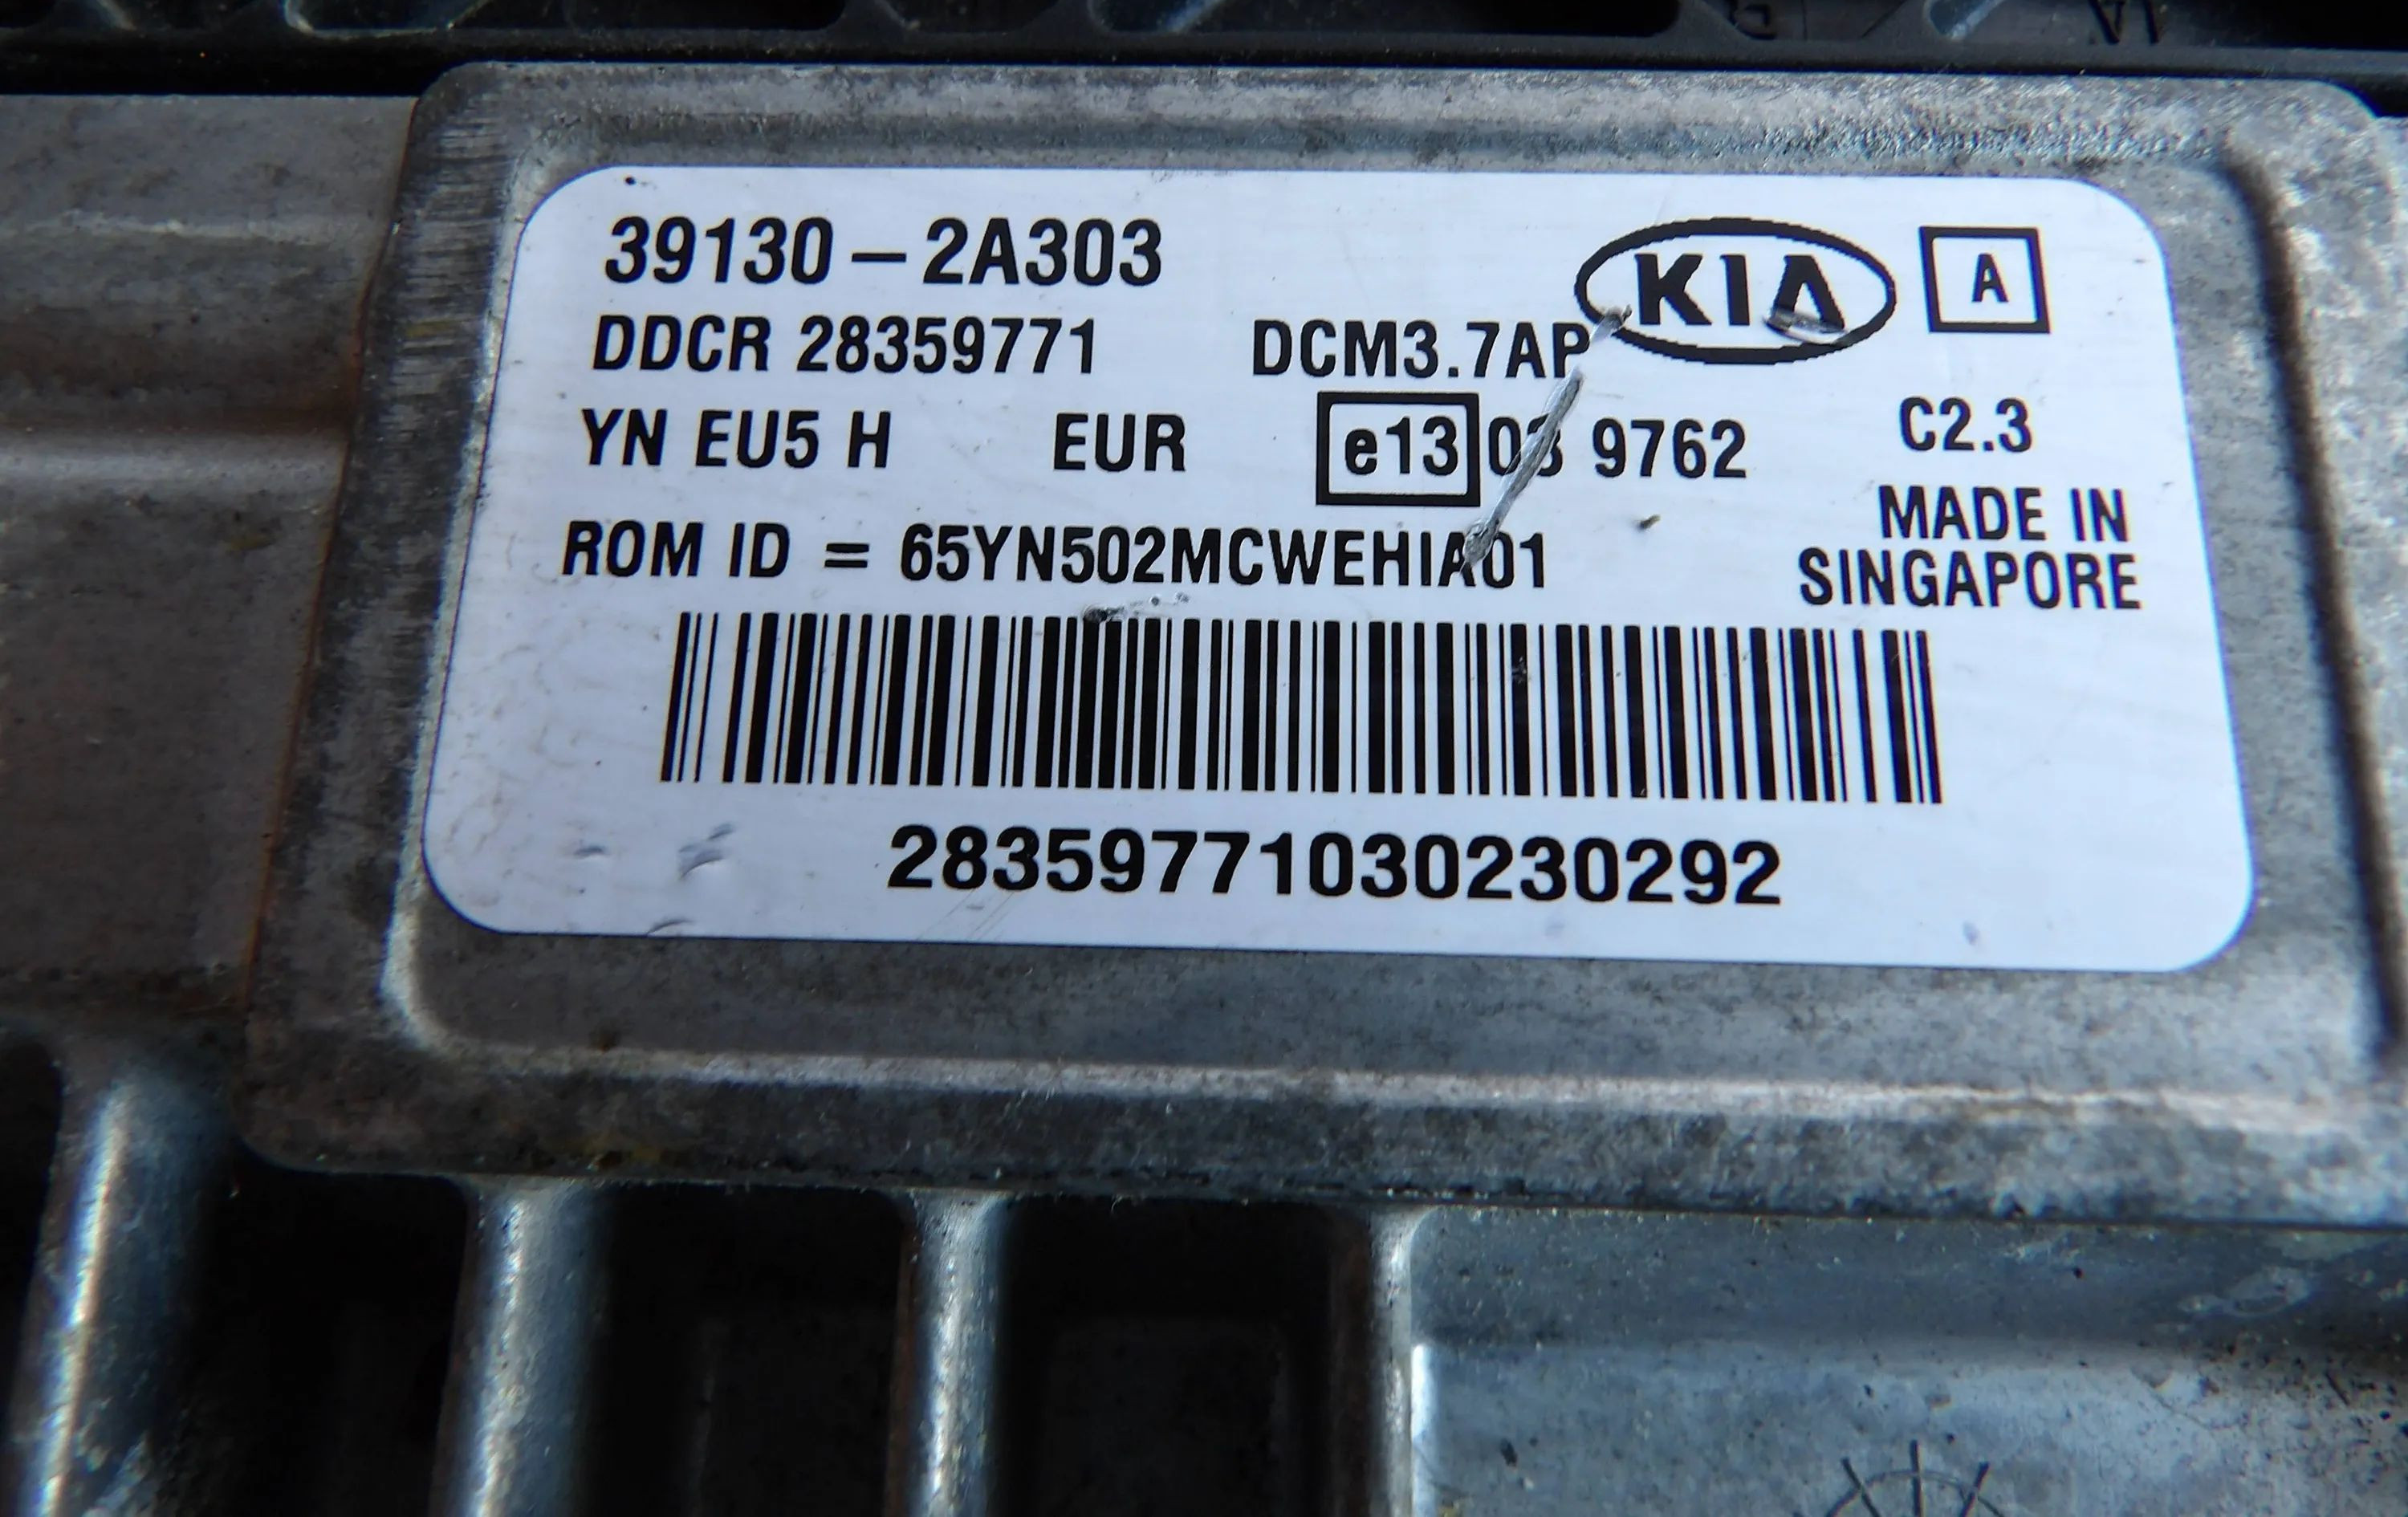 39130 – 2A303
KIA A
DDCR 28359771 DCM3.7AP
YN EU5 H EUR e13 03 9762 C2.3
MADE IN
SINGAPORE
ROM ID = 65YN502MCWEHIA01
28359771030230292